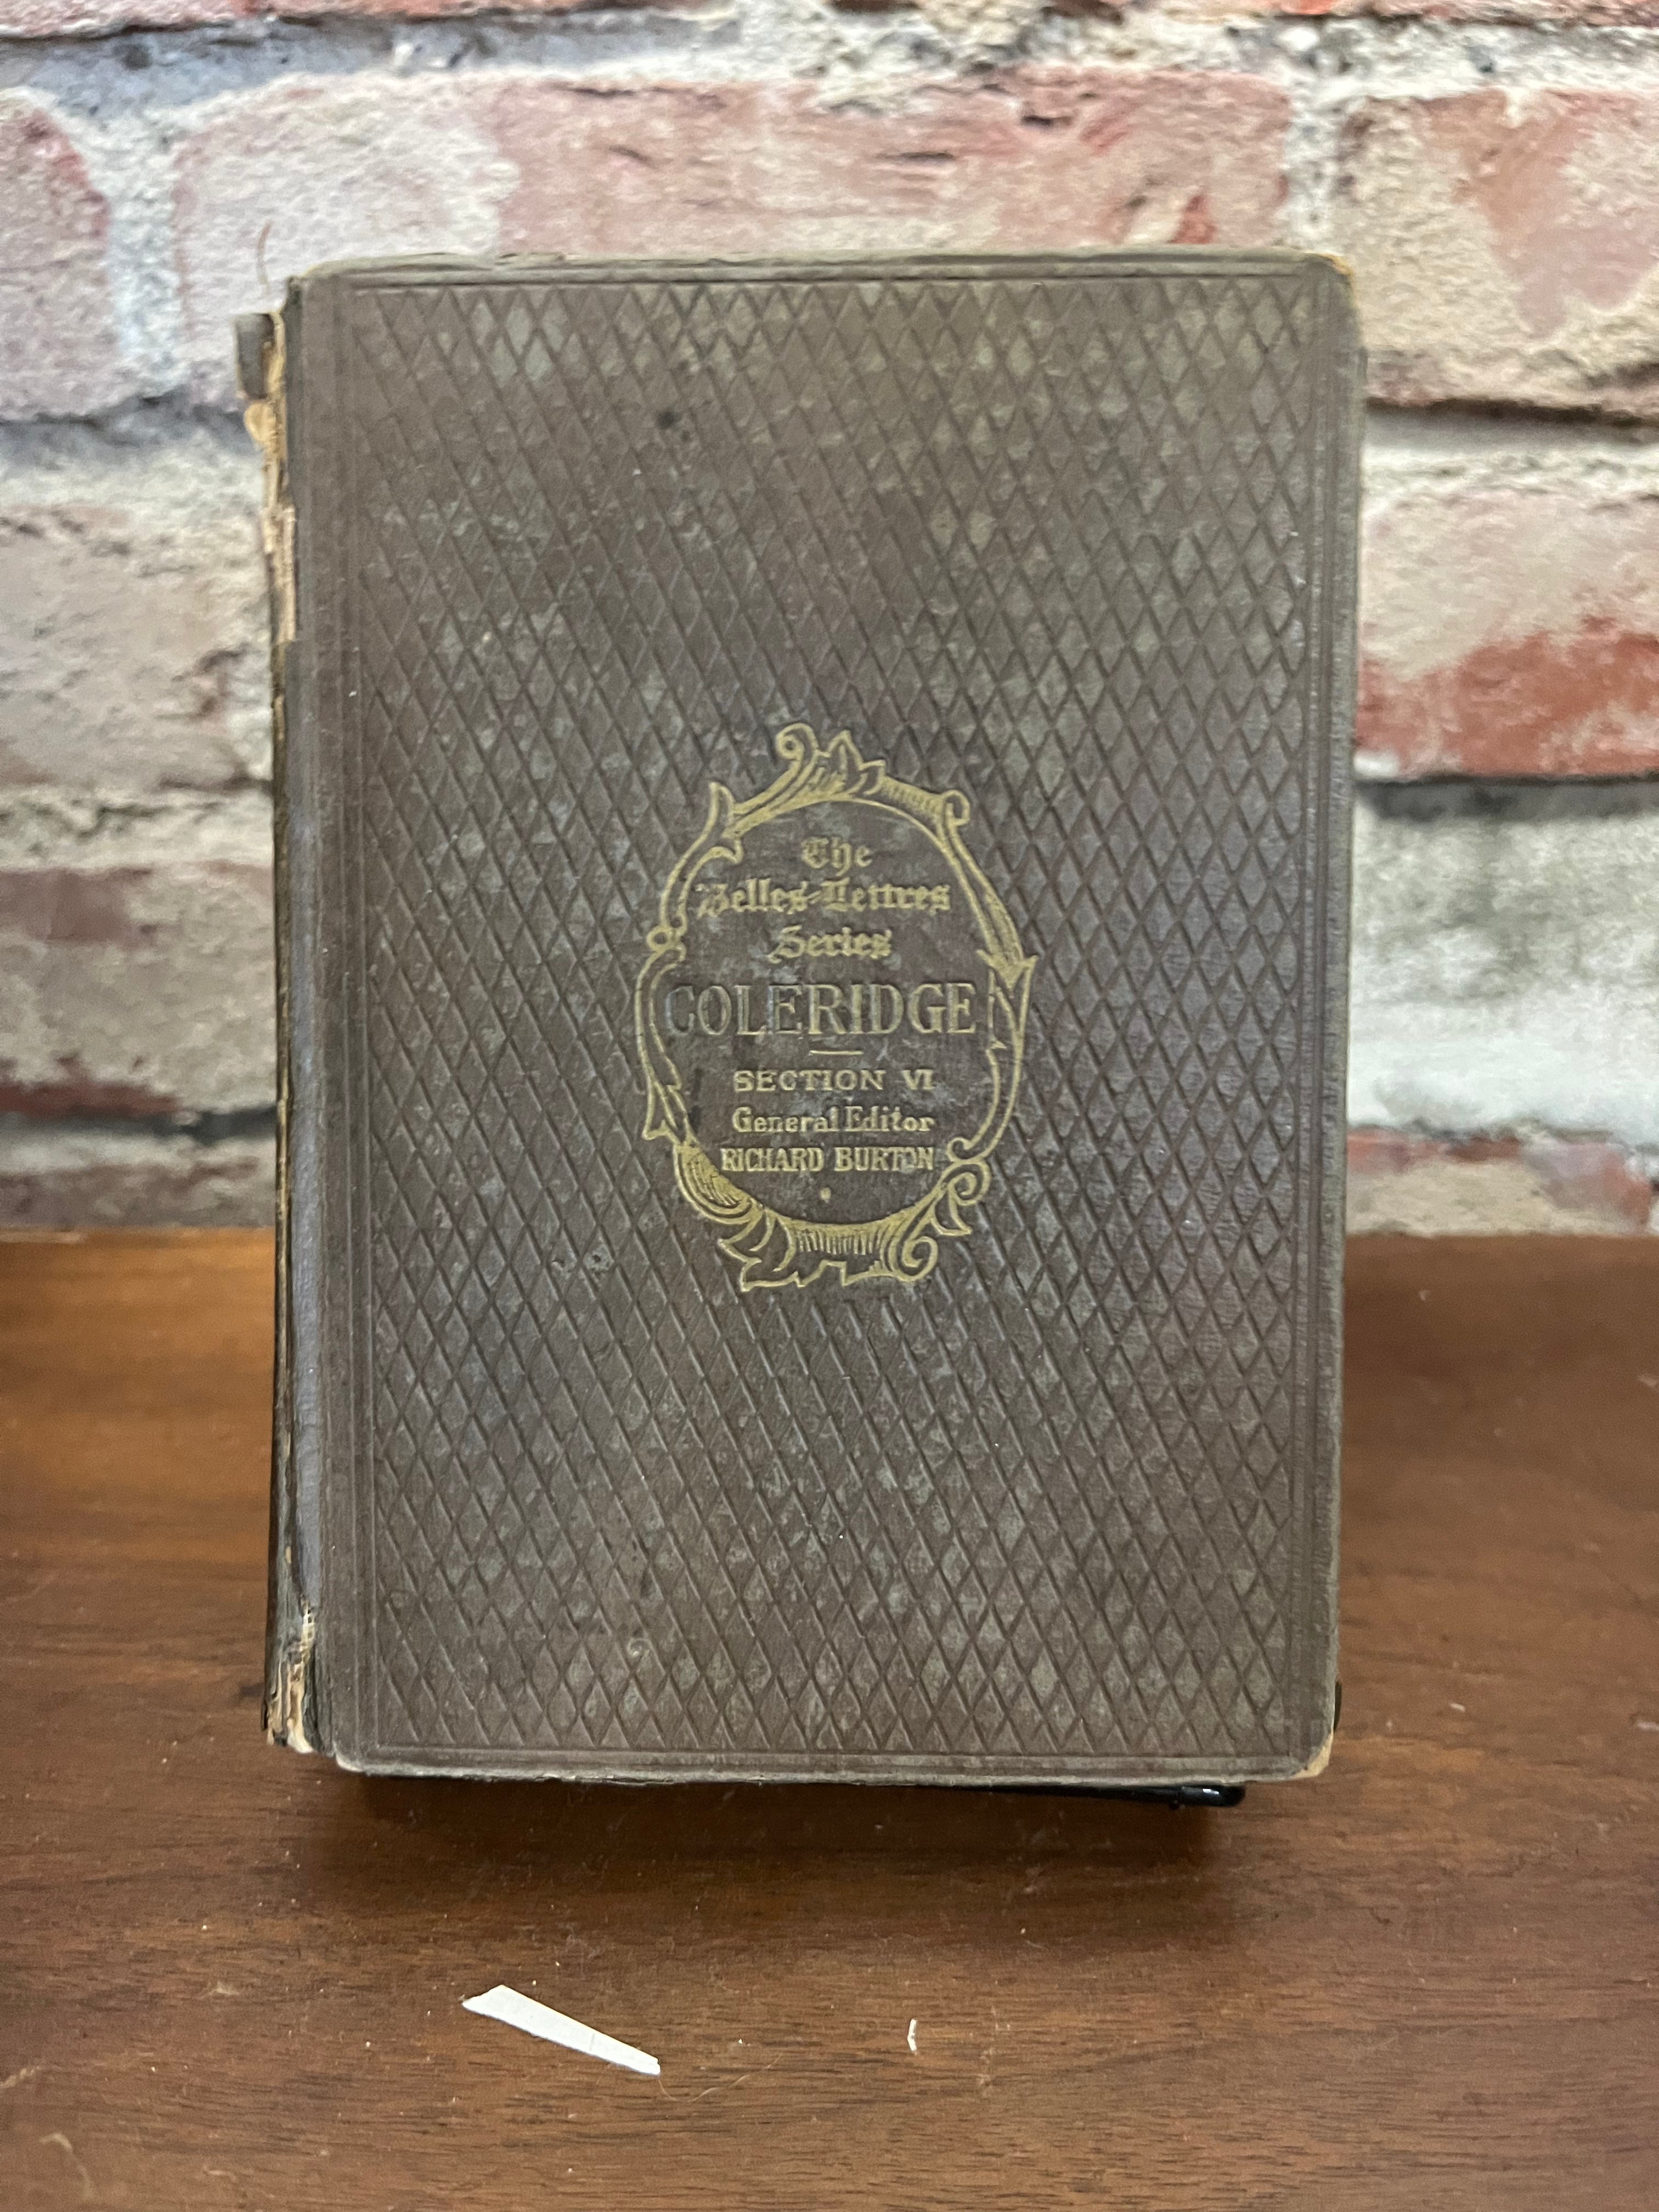 The
Belles-Lettres
Series
COLERIDGE
SECTION VI
General Editor
RICHARD BURTON